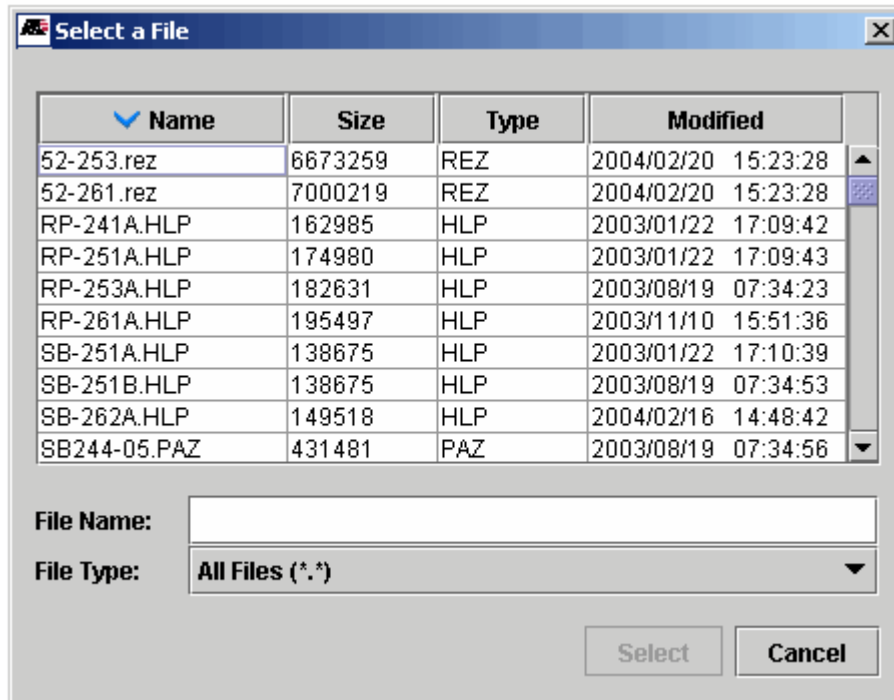 Select a File
Name Size Type Modified
52-253.rez 6673259 REZ 2004/02/20 15:23:28
52-261.rez 7000219 REZ 2004/02/20 15:23:28
RP-241A.HLP 162985 HLP 2003/01/22 17:09:42
RP-251A.HLP 174980 HLP 2003/01/22 17:09:43
RP-253A.HLP 182631 HLP 2003/08/19 07:34:23
RP-261A.HLP 195497 HLP 2003/11/10 15:51:36
SB-251A.HLP 138675 HLP 2003/01/22 17:10:39
SB-251B.HLP 138675 HLP 2003/08/19 07:34:53
SB-262A.HLP 149518 HLP 2004/02/16 14:48:42
SB244-05.PAZ 431481 PAZ 2003/08/19 07:34:56
File Name:
File Type: All Files (*.*)
Select Cancel